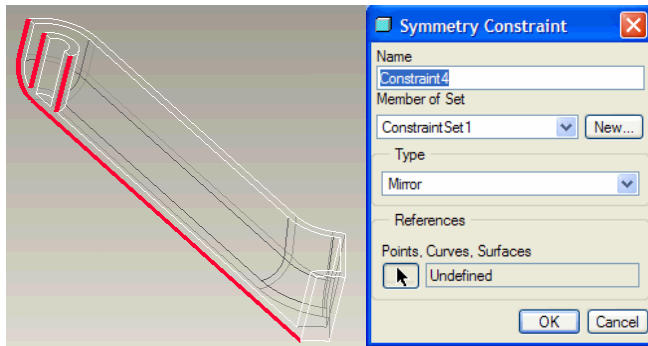 Symmetry Constraint
Name
Constraint4
Member of Set
ConstraintSet1
New...
Type
Mirror
References
Points, Curves, Surfaces
Undefined
OK
Cancel